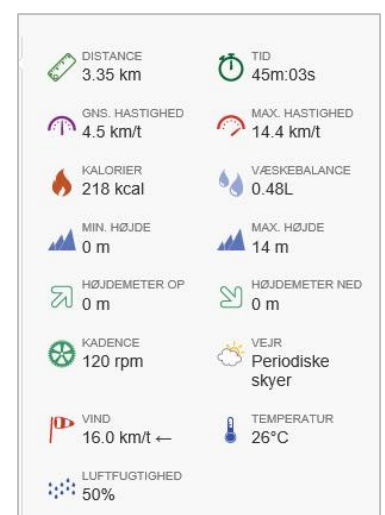 DISTANCE
3.35 km
TID
45m:03s
GNS. HASTIGHED
4.5 km/t
MAX. HASTIGHED
14.4 km/t
KALORIER
218 kcal
VÆSKEBALANCE
0.48L
MIN. HØJDE
0 m
MAX. HØJDE
14 m
HØJDEMETER OP
0 m
HØJDEMETER NED
0 m
KADENCE
120 rpm
VEJR
Periodiske
skyer
VIND
16.0 km/t ←
TEMPERATUR
26°C
LUFTFUGTIGHED
50%